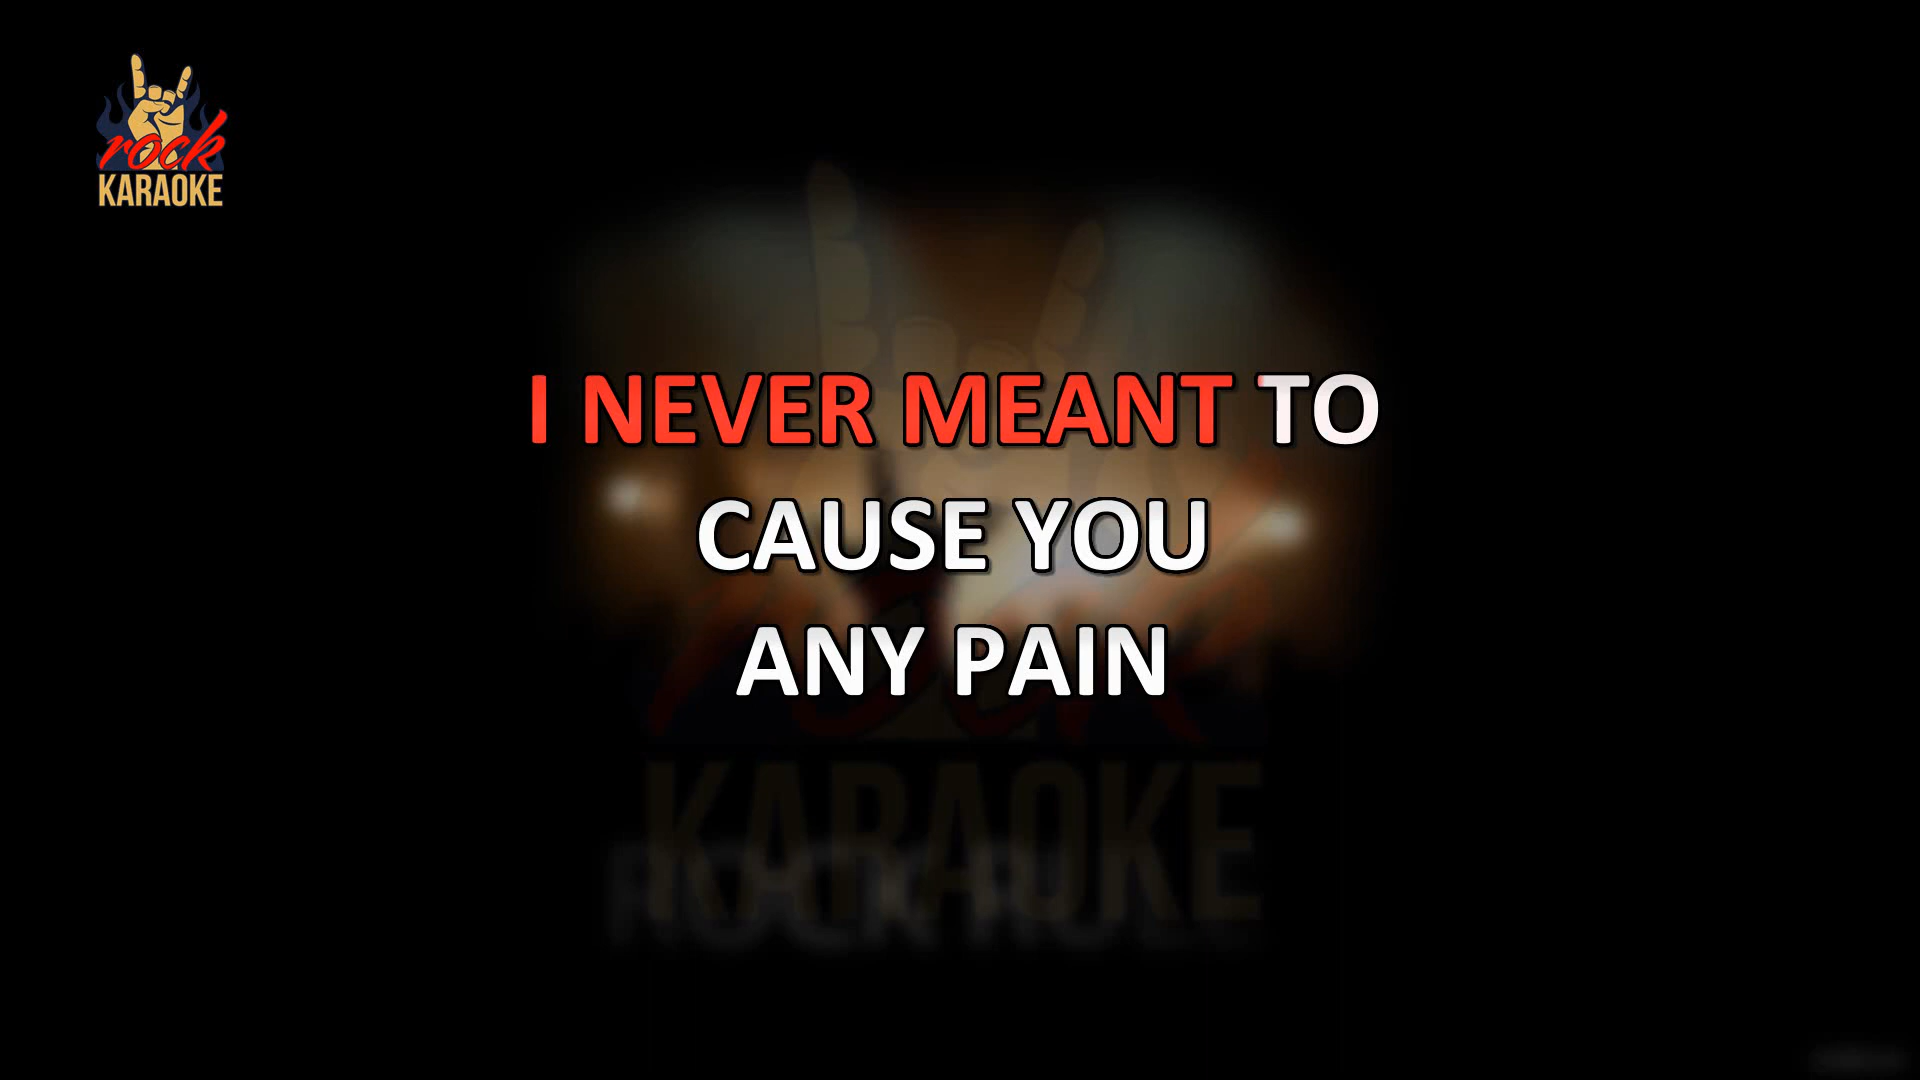 rock
KARAOKE
I NEVER MEANT TO
CAUSE YOU
ANY PAIN
KARAOKE